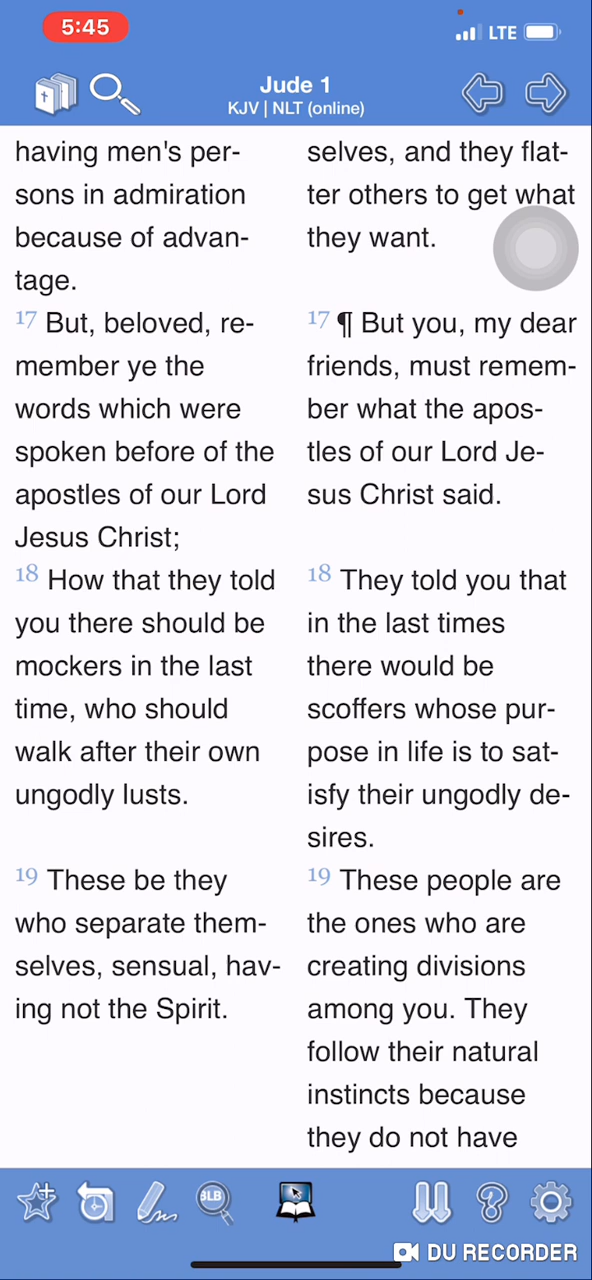 5:45
LTE
Jude 1
KJV | NLT (online)
having men's per-
sons in admiration
because of advan-
tage.
17 But, beloved, re-
member ye the
words which were
spoken before of the
apostles of our Lord
Jesus Christ;
18 How that they told
you there should be
mockers in the last
time, who should
walk after their own
ungodly lusts.
19 These be they
who separate them-
selves, sensual, hav-
ing not the Spirit.
selves, and they flat-
ter others to get what
they want.
17 ¶ But you, my dear
friends, must remem-
ber what the apos-
tles of our Lord Je-
sus Christ said.
18 They told you that
in the last times
there would be
scoffers whose pur-
pose in life is to sat-
isfy their ungodly de-
sires.
19 These people are
the ones who are
creating divisions
among you. They
follow their natural
instincts because
they do not have
BLB
DU RECORDER